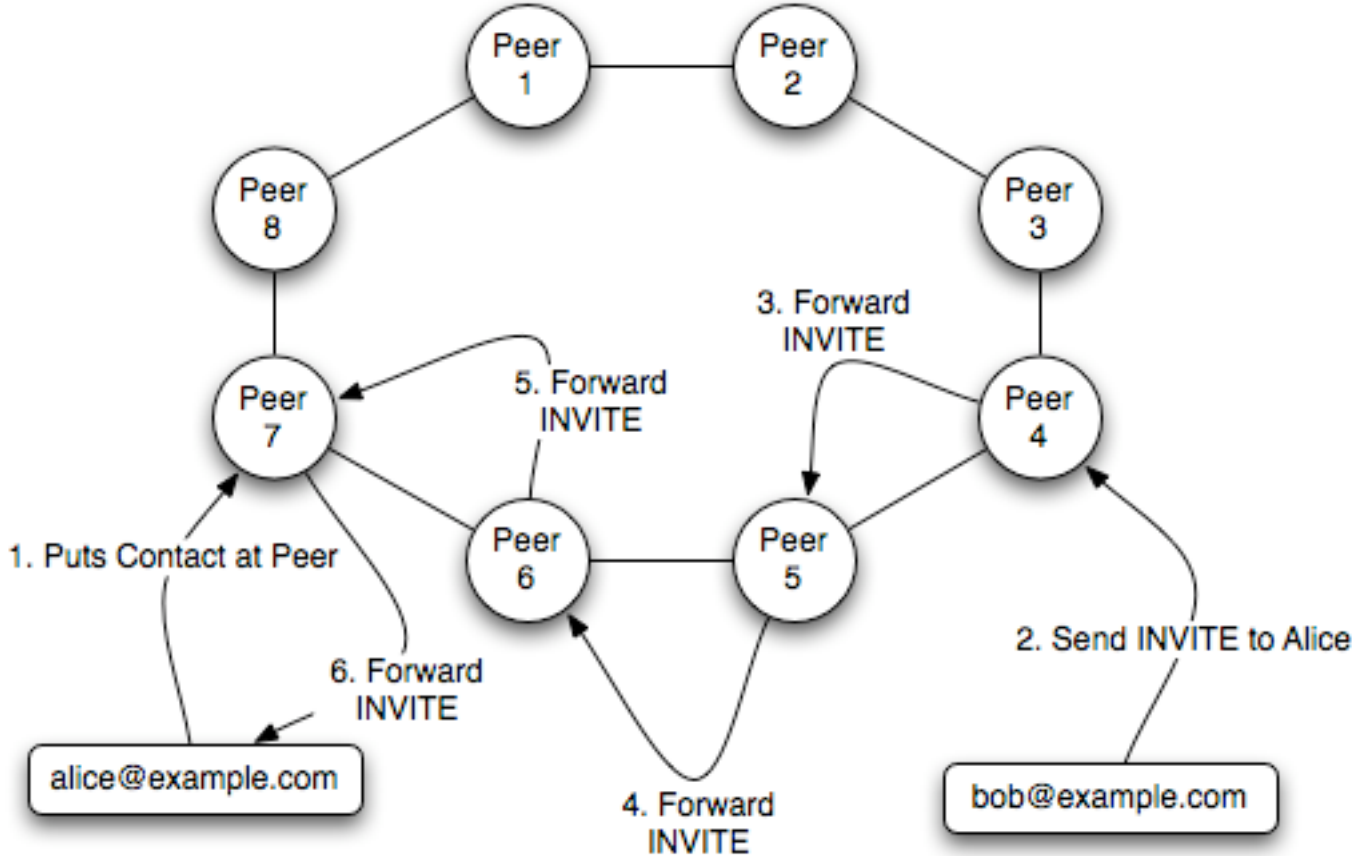 Peer
1
Peer
2
Peer
8
Peer
3
3. Forward
INVITE
Peer
7
5. Forward
INVITE
Peer
4
1. Puts Contact at Peer
Peer
6
Peer
5
2. Send INVITE to Alice
6. Forward
INVITE
alice@example.com
bob@example.com
4. Forward
INVITE